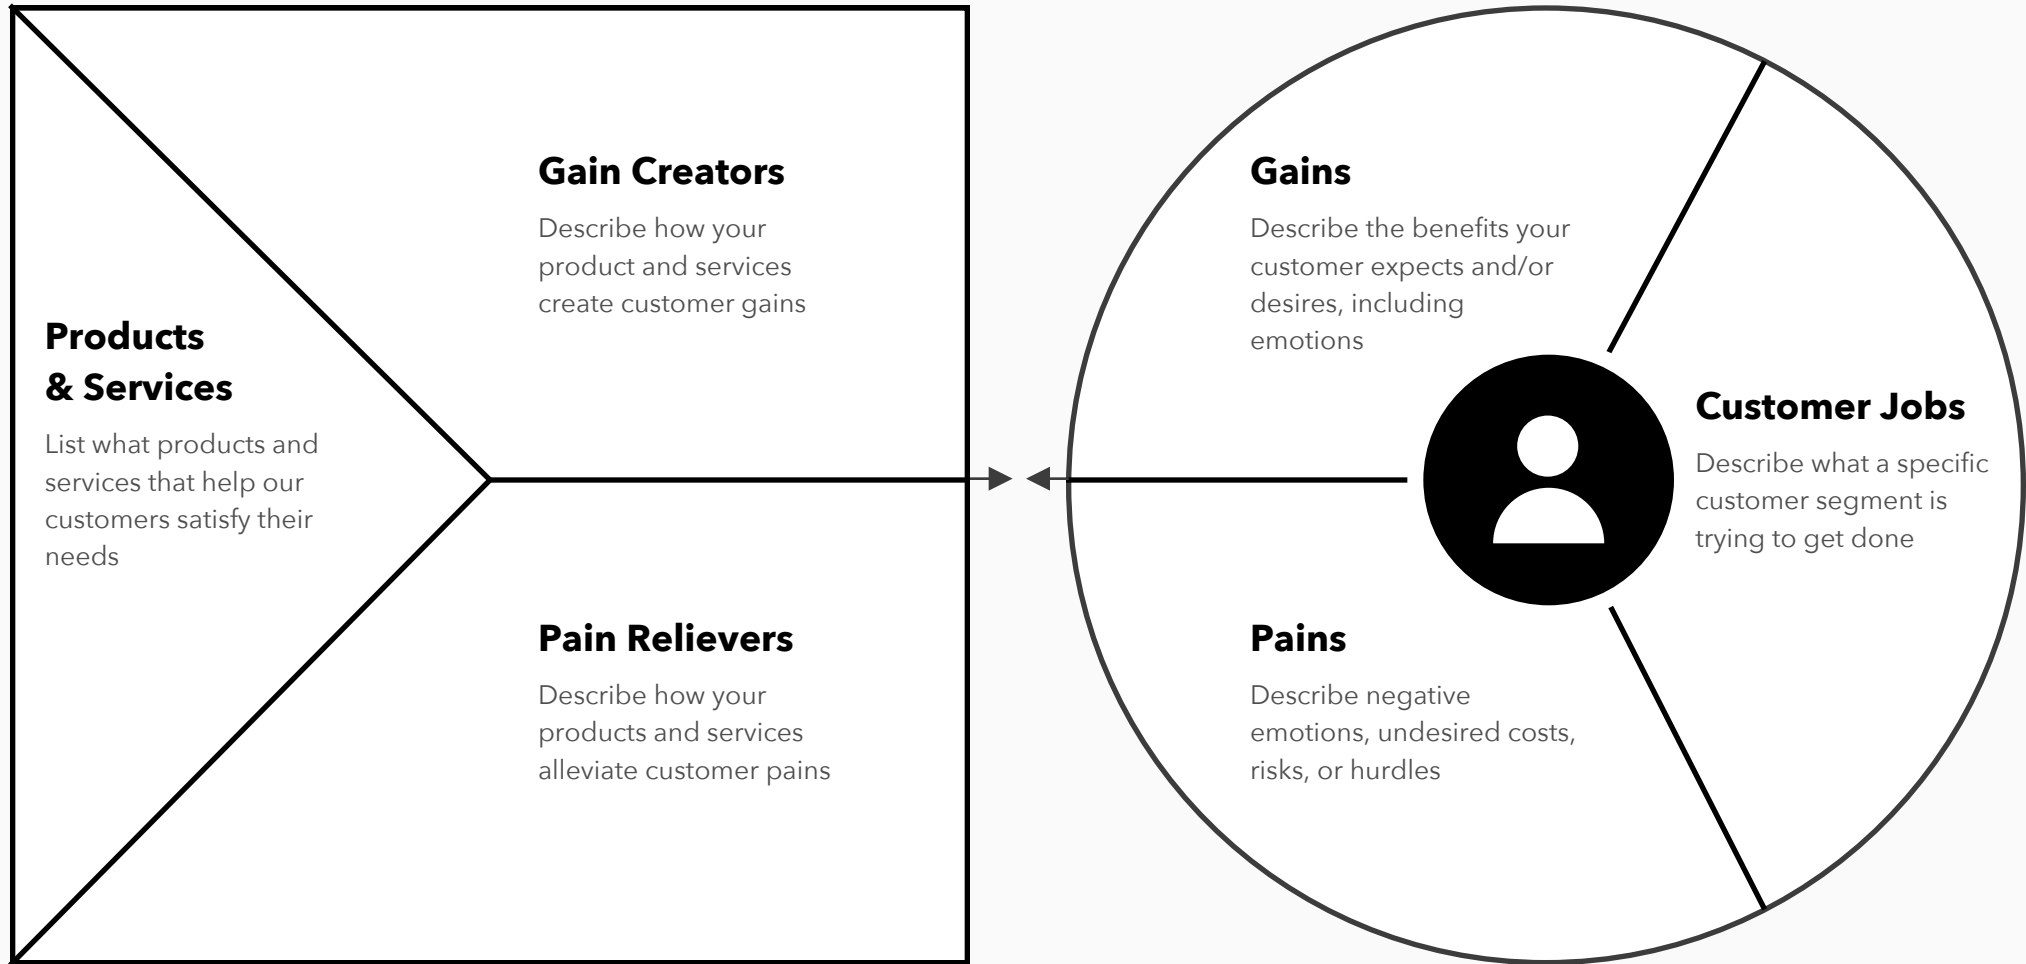 Products
& Services
List what products and
services that help our
customers satisfy their
needs
Gain Creators
Describe how your
product and services
create customer gains
Pain Relievers
Describe how your
products and services
alleviate customer pains
Gains
Describe the benefits your
customer expects and/or
desires, including
emotions
Pains
Describe negative
emotions, undesired costs,
risks, or hurdles
Customer Jobs
Describe what a specific
customer segment is
trying to get done